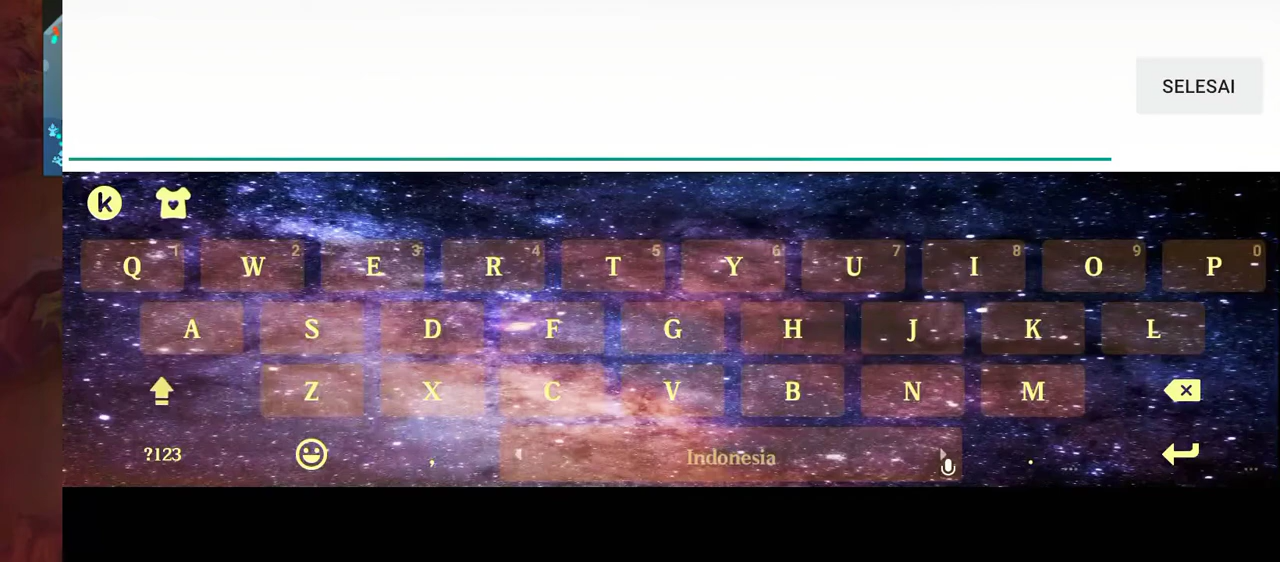 SELESAI
k
1 2 3 4 5 6 7 8 9 0
Q W E R T Y U I O P
A S D F G H J K L
Z X C V B N M
?123 , Indonesia .